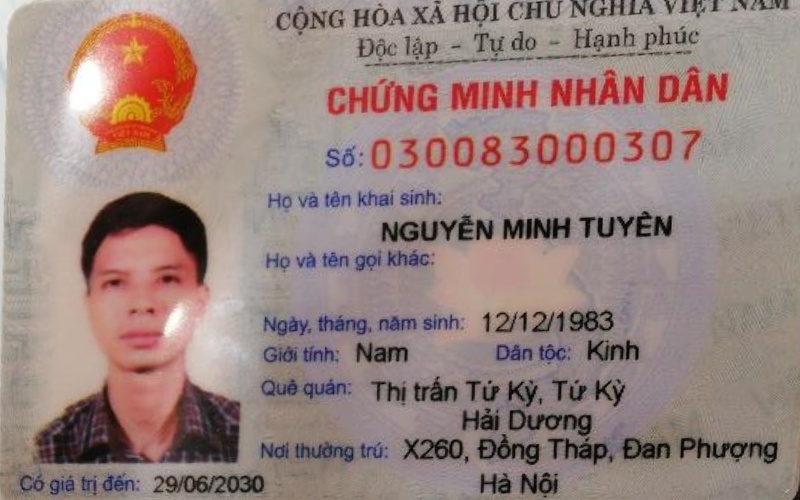 CỘNG HÒA XÃ HỘI CHỦ NGHĨA VIỆT NAM
Độc lập - Tự do - Hạnh phúc
CHỨNG MINH NHÂN DÂN
Số: 030083000307
Họ và tên khai sinh:
NGUYỄN MINH TUYÊN
Họ và tên gọi khác:
Ngày, tháng, năm sinh: 12/12/1983
Giới tính: Nam Dân tộc: Kinh
Quê quán: Thị trấn Tứ Kỳ, Tứ Kỳ
Hải Dương
Nơi thường trú: X260, Đồng Tháp, Đan Phượng
Hà Nội
Có giá trị đến: 29/06/2030
VIỆT NAM